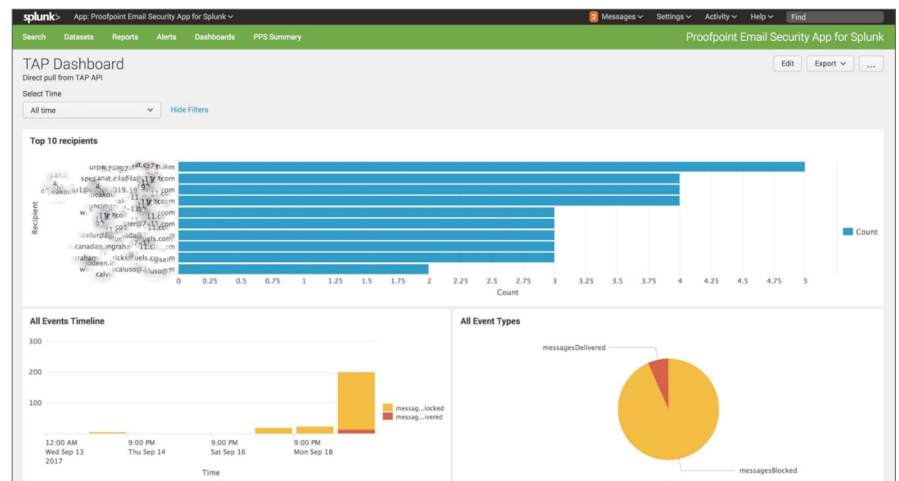 splunk> App: Proofpoint Email Security App for Splunk 2 Messages Settings Activity Help Find
Search Datasets Reports Alerts Dashboards PPS Summary Proofpoint Email Security App for Splunk
TAP Dashboard Edit Export ...
Direct pull from TAP API
Select Time
All time Hide Filters
Top 10 recipients
Recipient
Count
0 0.25 0.5 0.75 1 1.25 1.5 1.75 2 2.25 2.5 2.75 3 3.25 3.5 3.75 4 4.25 4.5 4.75 5
Count
All Events Timeline
300
200
100
messag...locked
messag...ivered
12:00 AM 9:00 PM 9:00 PM 9:00 PM
Wed Sep 13 Thu Sep 14 Sat Sep 16 Mon Sep 18
2017
Time
All Event Types
messagesDelivered
messagesBlocked